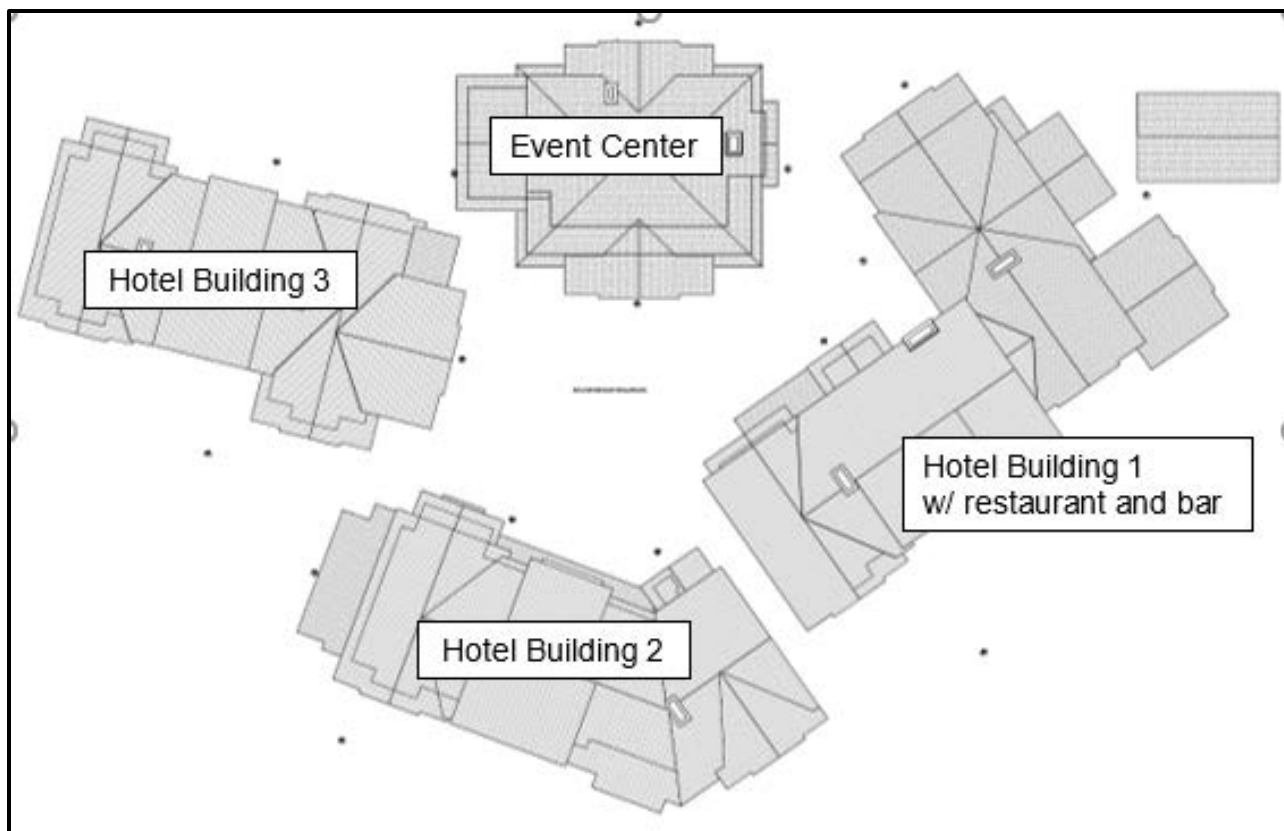 Event Center
Hotel Building 3
Hotel Building 1
w/ restaurant and bar
Hotel Building 2